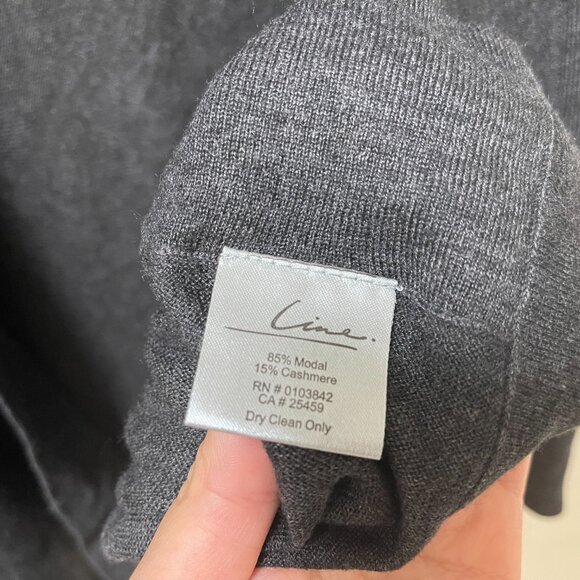 Line.
85% Modal
15% Cashmere
RN # 0103842
CA # 25459
Dry Clean Only